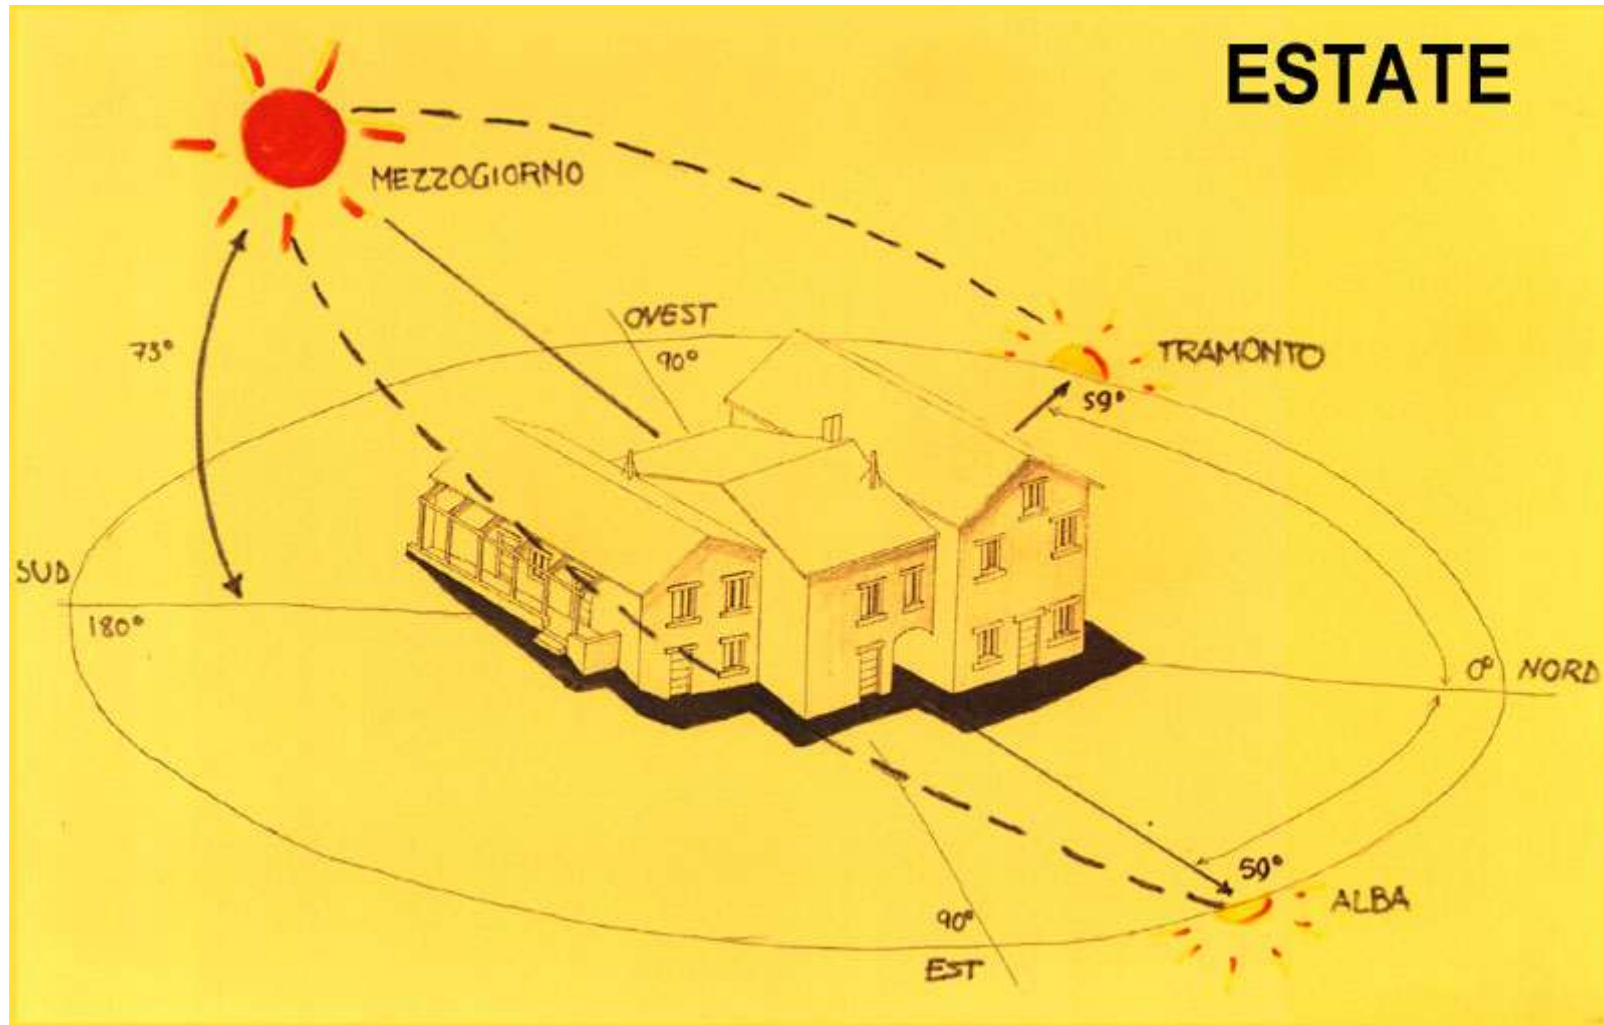 ESTATE
MEZZOGIORNO
OVEST
90°
73°
TRAMONTO
59°
SUD
180°
0° NORD
59°
ALBA
90°
EST